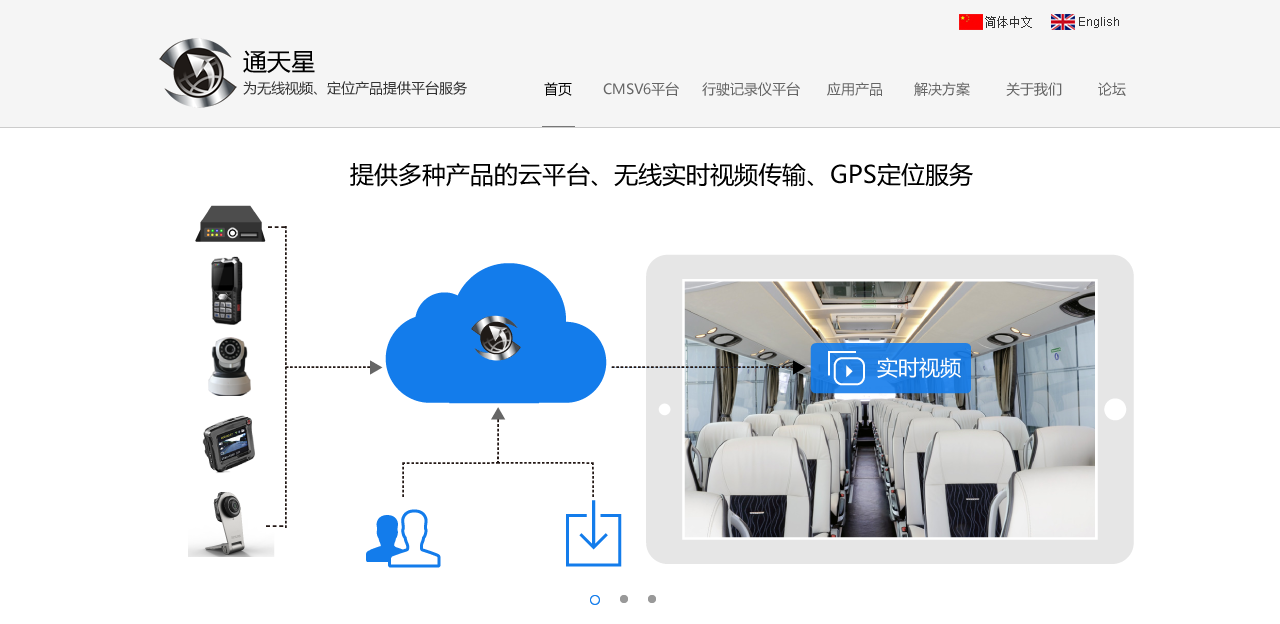 简体中文 English
通天星
为无线视频、定位产品提供平台服务
首页 CMSV6平台 行驶记录仪平台 应用产品 解决方案 关于我们 论坛
提供多种产品的云平台、无线实时视频传输、GPS定位服务
实时视频